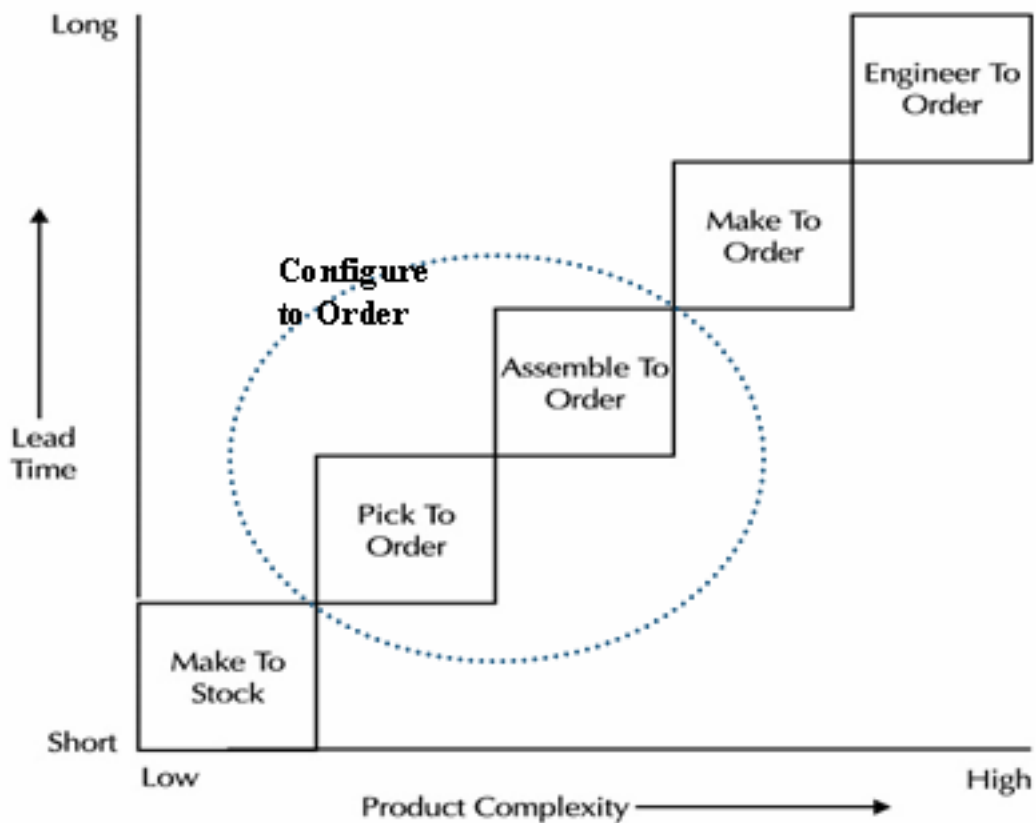 Long
Engineer To
Order
Make To
Order
Configure
to Order
Assemble To
Order
Lead
Time
Pick To
Order
Make To
Stock
Short
Low
High
Product Complexity